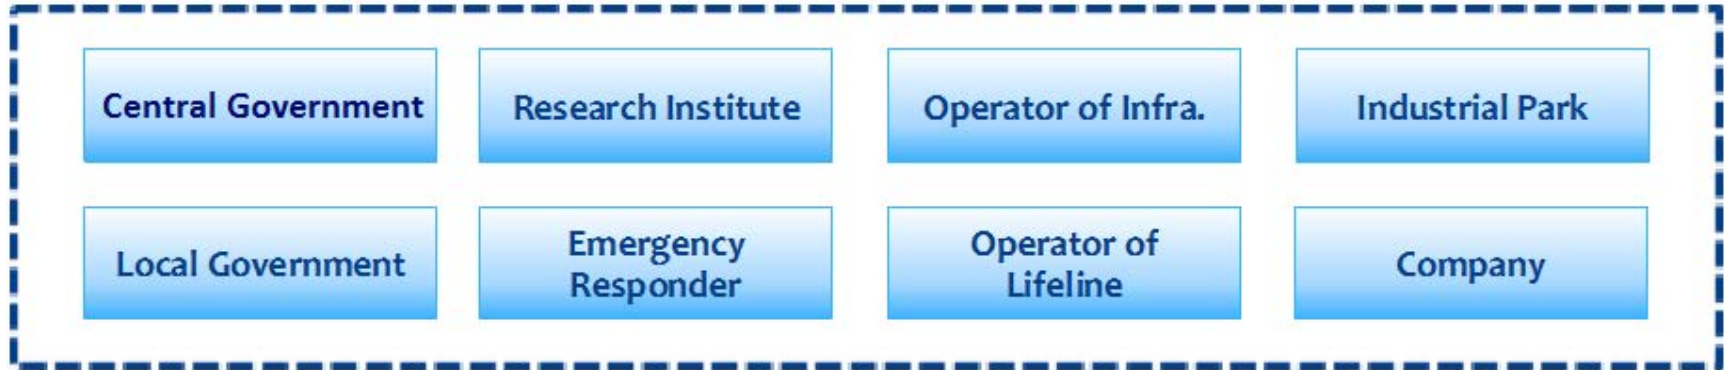 Central Government
Research Institute
Operator of Infra.
Industrial Park
Local Government
Emergency
Responder
Operator of
Lifeline
Company